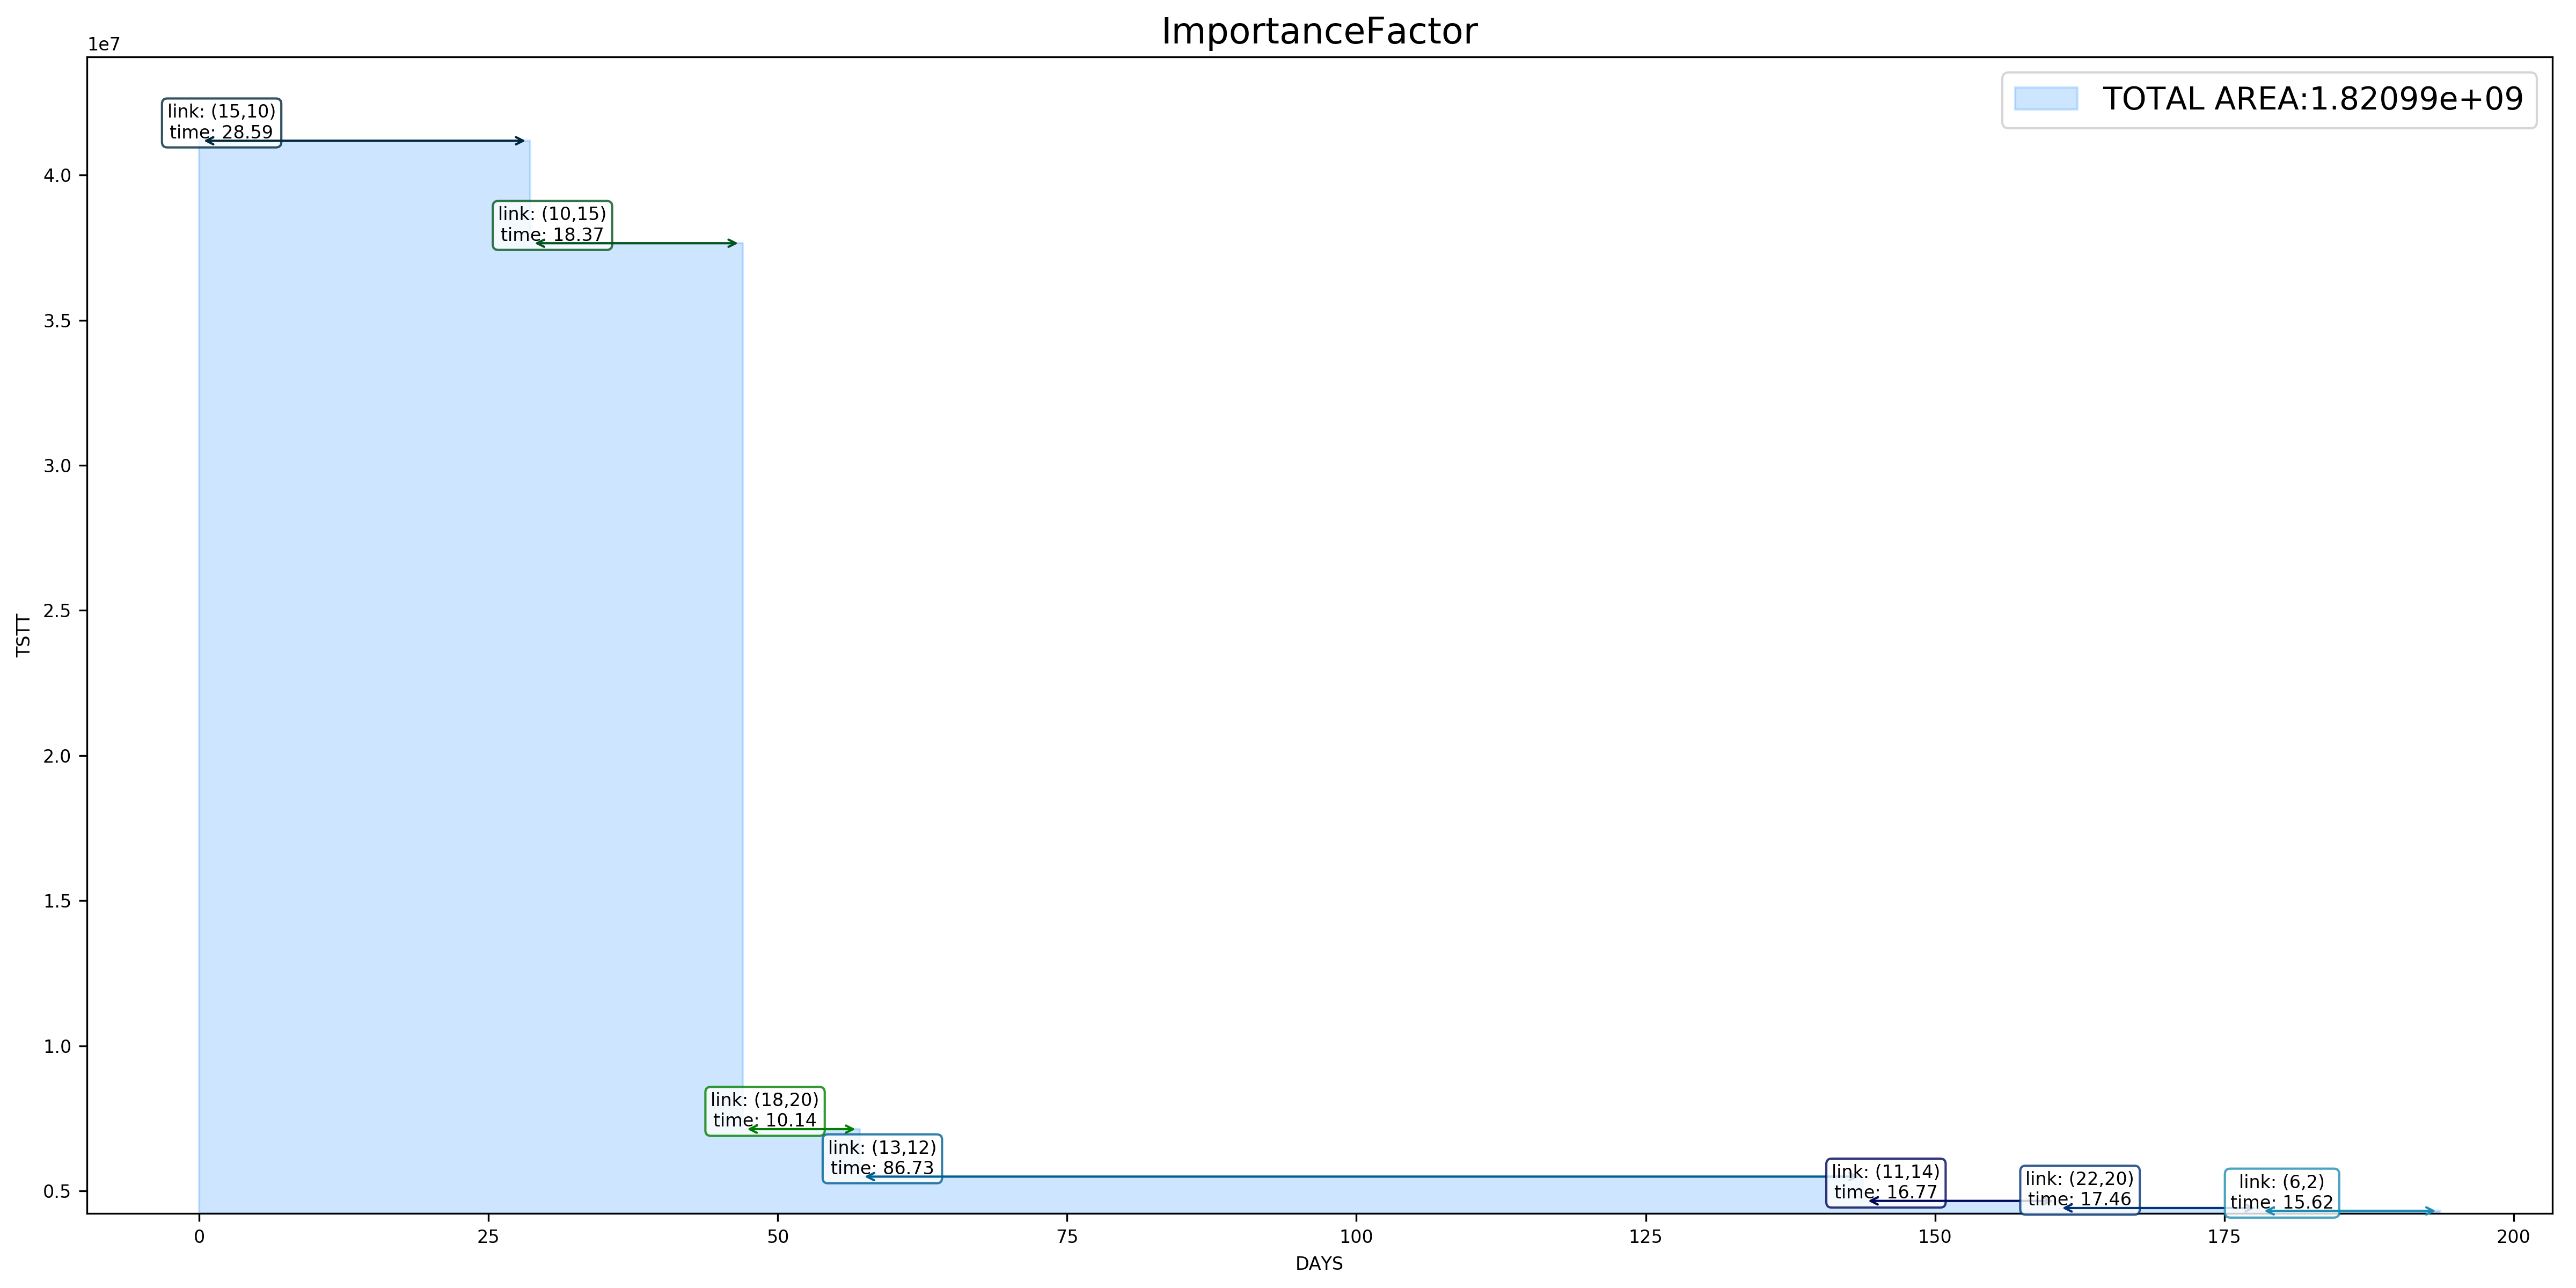 ImportanceFactor
1e7
TOTAL AREA:1.82099e+09
link: (15,10)
time: 28.59
link: (10,15)
time: 18.37
link: (18,20)
time: 10.14
link: (13,12)
time: 86.73
link: (11,14)
time: 16.77
link: (22,20)
time: 17.46
link: (6,2)
time: 15.62
4.0
3.5
3.0
2.5
2.0
1.5
1.0
0.5
TSTT
0 25 50 75 100 125 150 175 200
DAYS